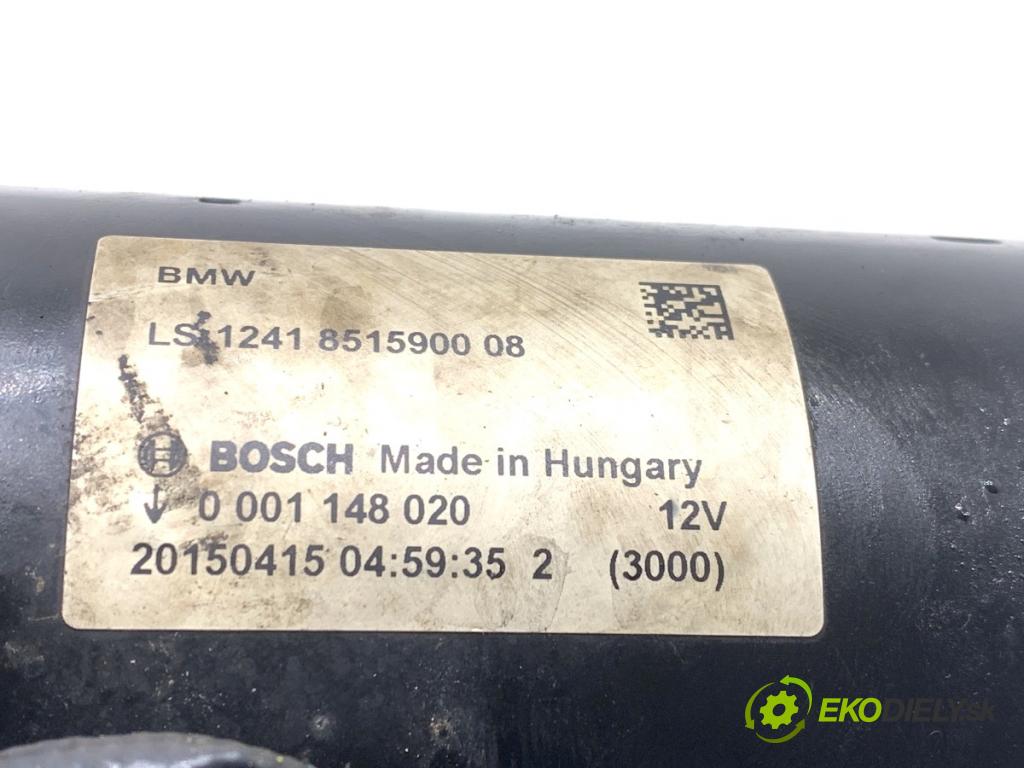 BMW
LS 1241 8515900 08
BOSCH Made in Hungary
0 001 148 020 12V
20150415 04:59:35 2 (3000)
EKODIELY.sk